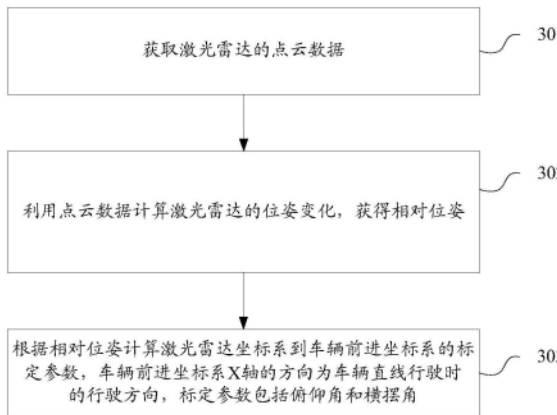 获取激光雷达的点云数据
30
利用点云数据计算激光雷达的位姿变化，获得相对位姿
30
根据相对位姿计算激光雷达坐标系到车辆前进坐标系的标
定参数，车辆前进坐标系X轴的方向为车辆直线行驶时
的行驶方向，标定参数包括俯仰角和横摆角
30